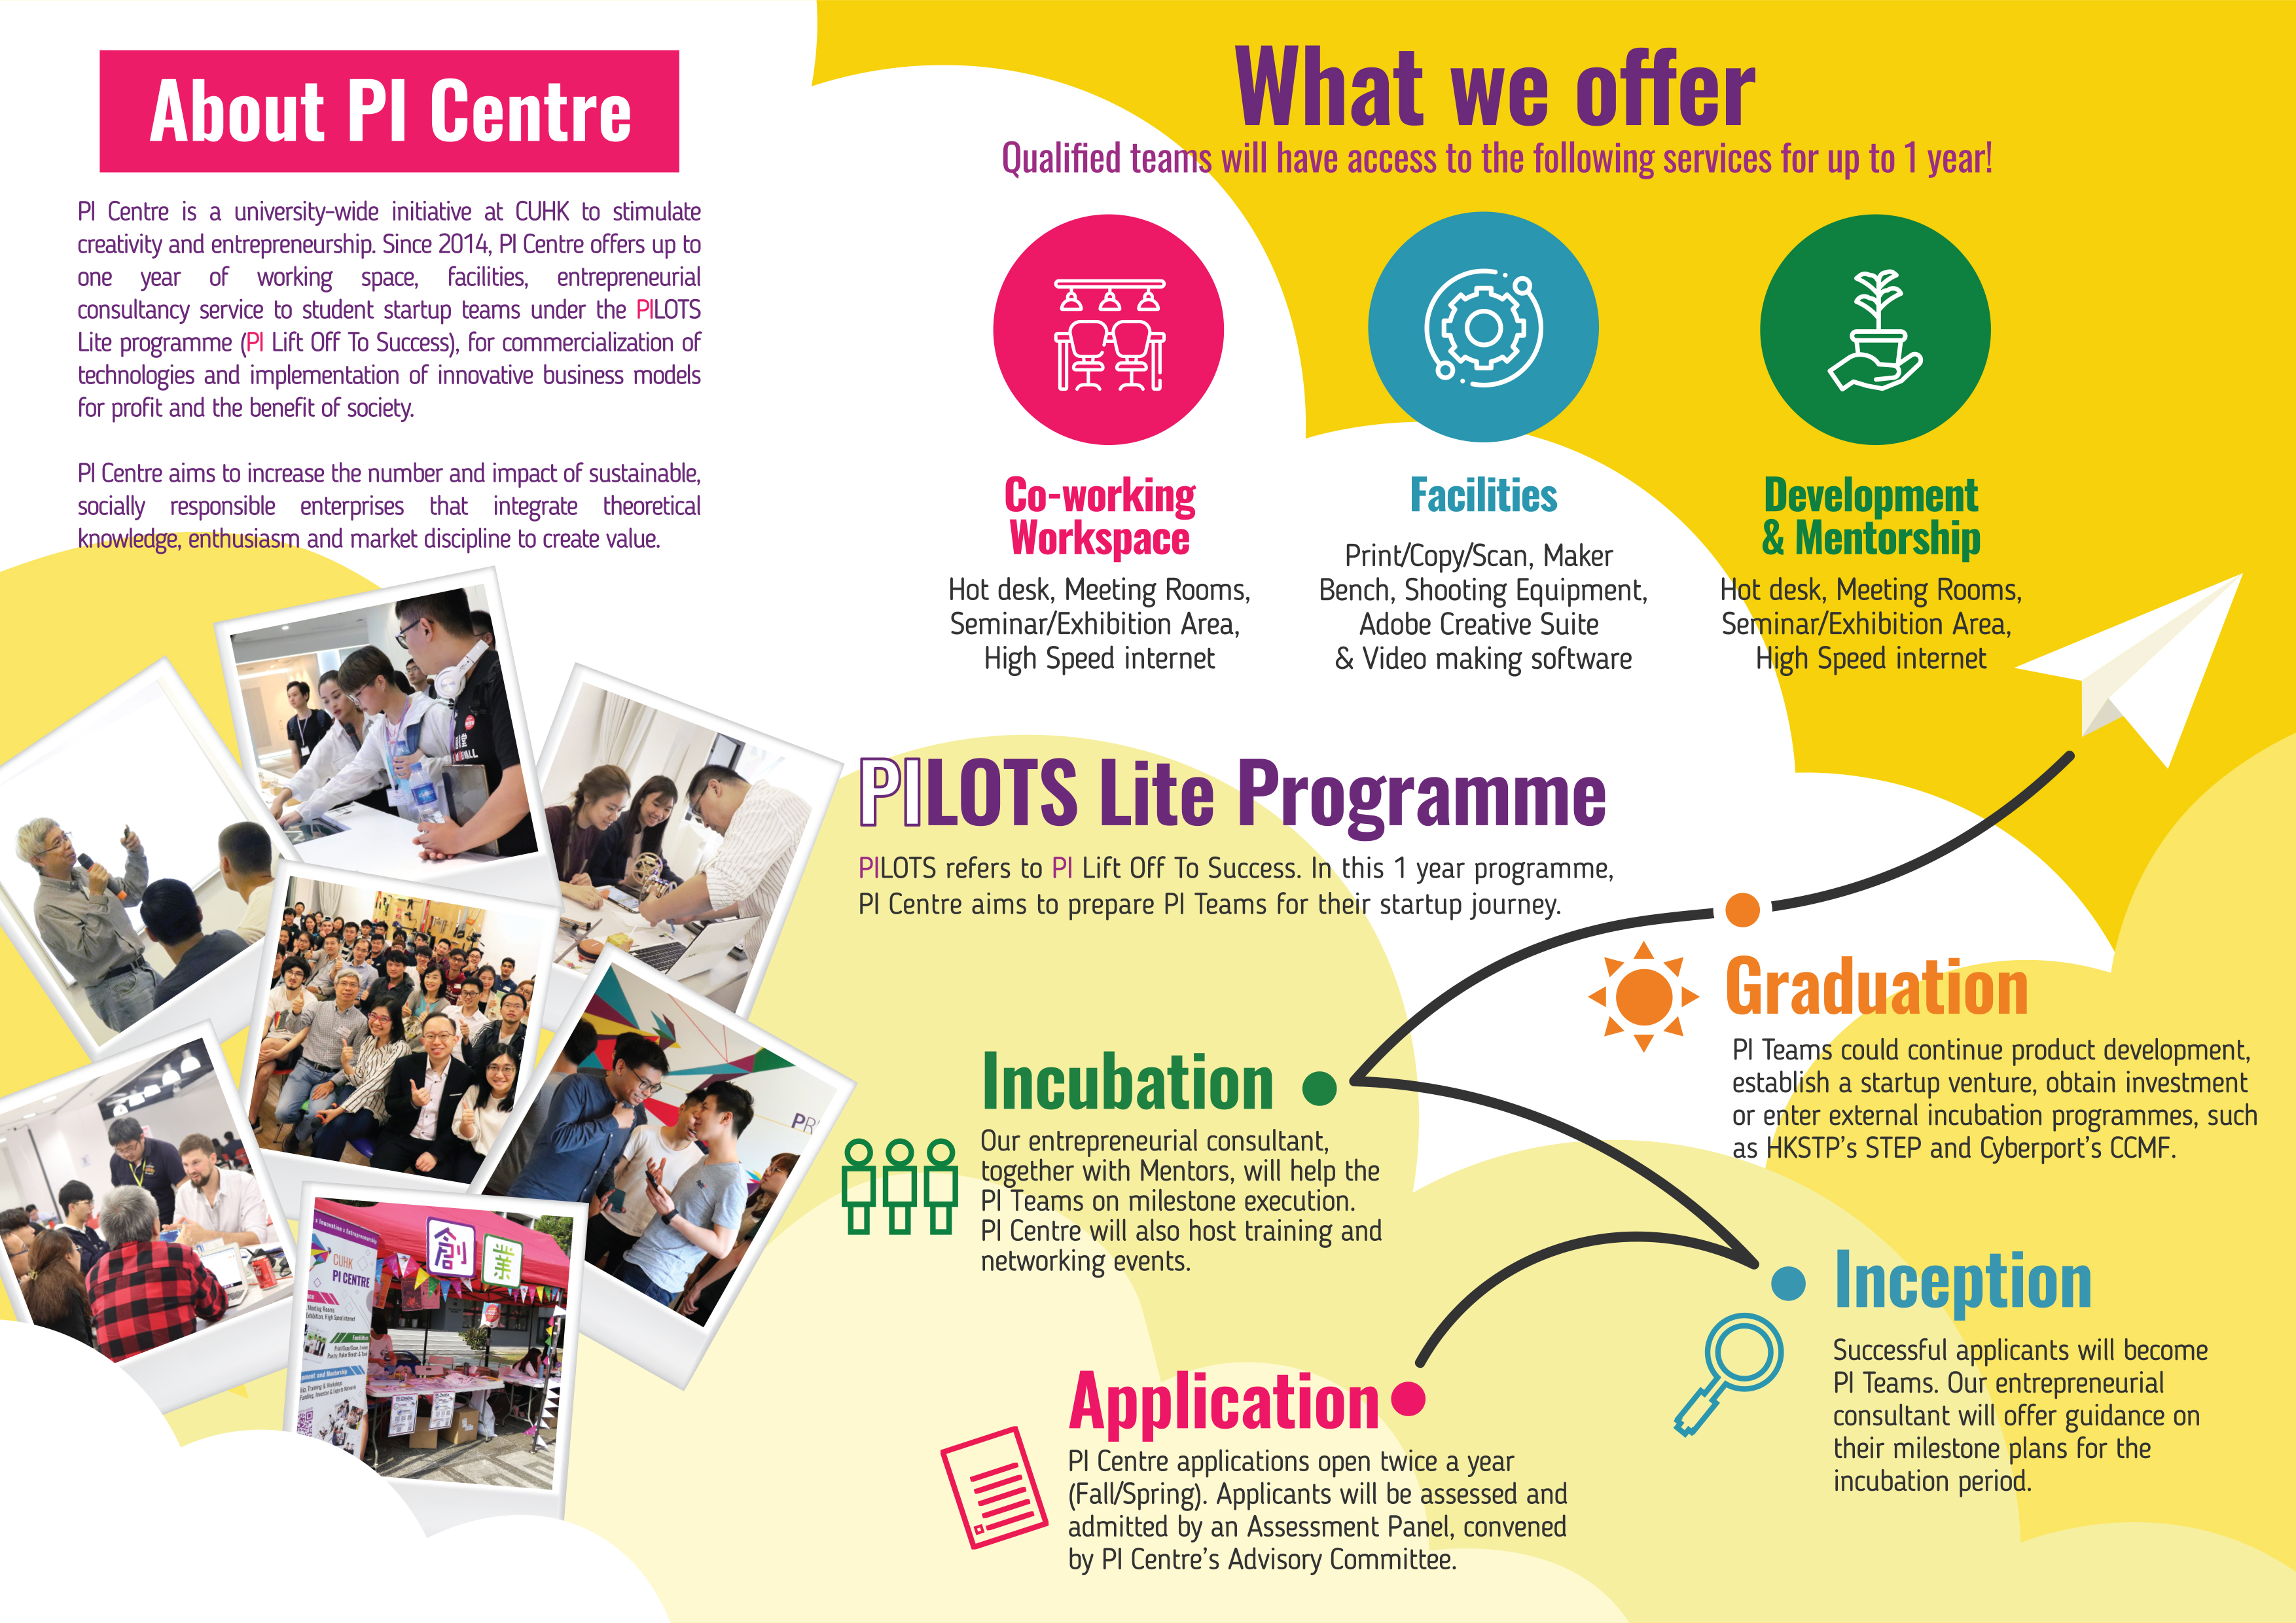 About PI Centre
PI Centre is a university-wide initiative at CUHK to stimulate
creativity and entrepreneurship. Since 2014, PI Centre offers up to
one year of working space, facilities, entrepreneurial
consultancy service to student startup teams under the PILOTS
Lite programme (PI Lift Off To Success), for commercialization of
technologies and implementation of innovative business models
for profit and the benefit of society.
PI Centre aims to increase the number and impact of sustainable,
socially responsible enterprises that integrate theoretical
knowledge, enthusiasm and market discipline to create value.
What we offer
Qualified teams will have access to the following services for up to 1 year!
Co-working
Workspace
Hot desk, Meeting Rooms,
Seminar/Exhibition Area,
High Speed internet
Facilities
Print/Copy/Scan, Maker
Bench, Shooting Equipment,
Adobe Creative Suite
& Video making software
Development
& Mentorship
Hot desk, Meeting Rooms,
Seminar/Exhibition Area,
High Speed internet
PILOTS Lite Programme
PILOTS refers to PI Lift Off To Success. In this 1 year programme,
PI Centre aims to prepare PI Teams for their startup journey.
Graduation
PI Teams could continue product development,
establish a startup venture, obtain investment
or enter external incubation programmes, such
as HKSTP's STEP and Cyberport's CCMF.
Incubation
Our entrepreneurial consultant,
together with Mentors, will help the
PI Teams on milestone execution.
PI Centre will also host training and
networking events.
Inception
Successful applicants will become
PI Teams. Our entrepreneurial
consultant will offer guidance on
their milestone plans for the
incubation period.
Application
PI Centre applications open twice a year
(Fall/Spring). Applicants will be assessed and
admitted by an Assessment Panel, convened
by PI Centre's Advisory Committee.
創業
CUHK
PI CENTRE
Meeting Rooms
High Speed Internet
Facilities